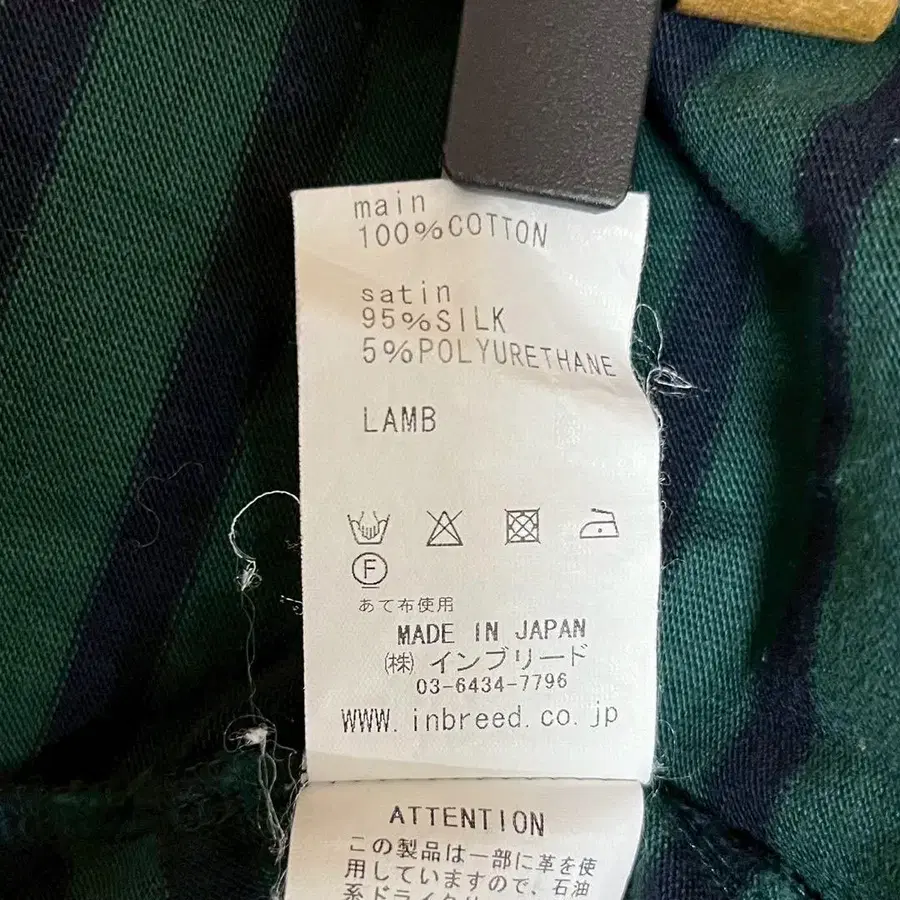 main
100%COTTON
satin
95%SILK
5%POLYURETHANE
LAMB
F
あて布使用
MADE IN JAPAN
㈱ インブリード
03-6434-7796
WWW. inbreed. co. jp
ATTENTION
この製品は一部に革を使
用していますので、石油
系ドライク